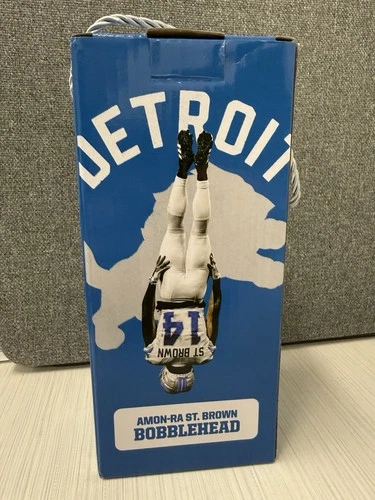 DETROIT
14
ST BROWN
AMON-RA ST. BROWN
BOBBLEHEAD